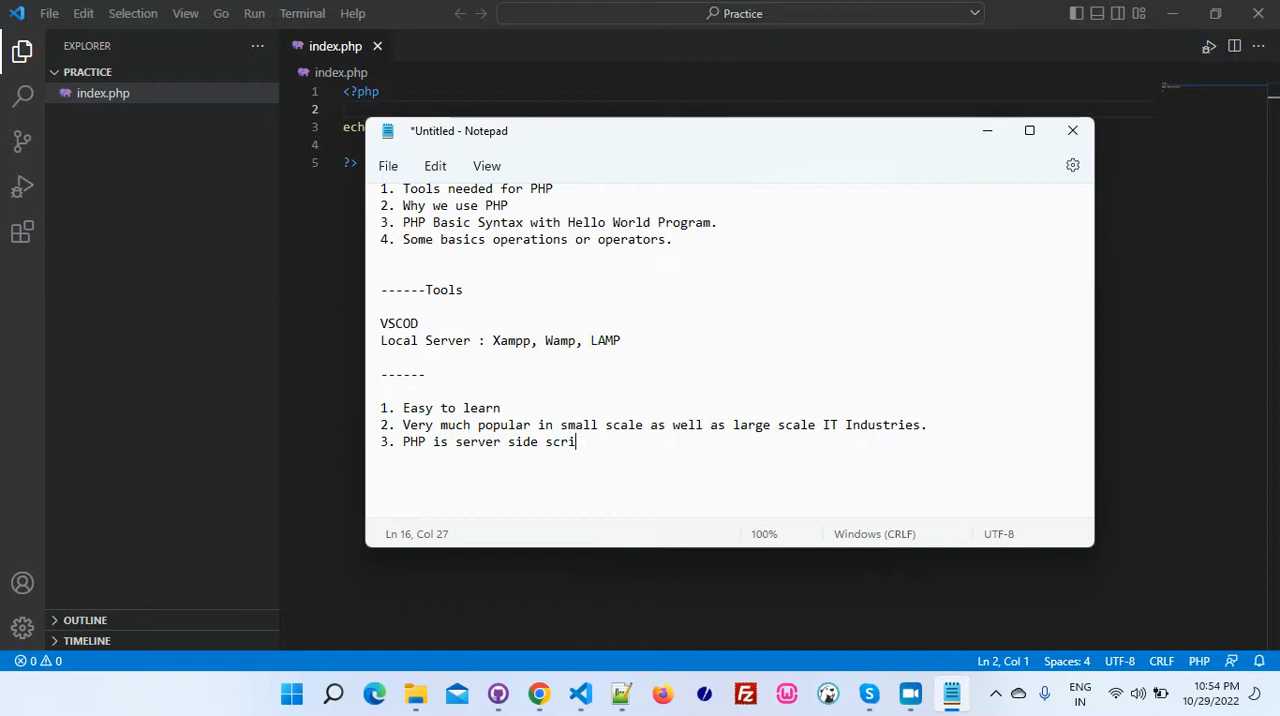 File Edit Selection View Go Run Terminal Help
Practice
EXPLORER
index.php
PRACTICE
index.php
index.php
1 <?php
2
3 ech
4
5 ?>
*Untitled - Notepad
File Edit View
1. Tools needed for PHP
2. Why we use PHP
3. PHP Basic Syntax with Hello World Program.
4. Some basics operations or operators.
------Tools
VSCOD
Local Server : Xampp, Wamp, LAMP
------
1. Easy to learn
2. Very much popular in small scale as well as large scale IT Industries.
3. PHP is server side scri
Ln 16, Col 27 100% Windows (CRLF) UTF-8
OUTLINE
TIMELINE
0 0 Ln 2, Col 1 Spaces: 4 UTF-8 CRLF PHP
ENG
IN
10:54 PM
10/29/2022